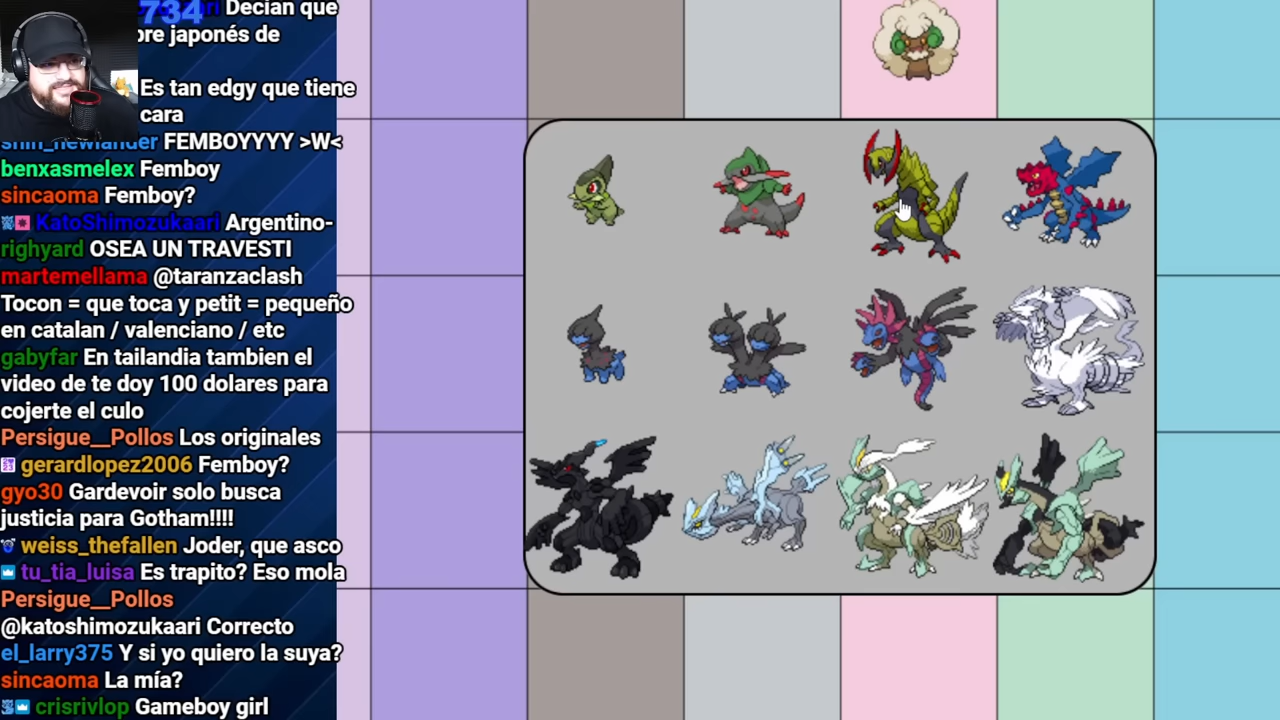 Decían que
734
bre japonés de
Es tan edgy que tiene
cara
shin_newlander FEMBOYYYY >W<
benxasmelex Femboy
sincaoma Femboy?
KatoShimozukaari Argentino-
righyard OSEA UN TRAVESTI
martemellama @taranzaclash
Tocon = que toca y petit = pequeño
en catalan / valenciano / etc
gabyfar En tailandia tambien el
video de te doy 100 dolares para
cojerte el culo
Persigue__Pollos Los originales
gerardlopez2006 Femboy?
gyo30 Gardevoir solo busca
justicia para Gotham!!!!
weiss_thefallen Joder, que asco
tu_tia_luisa Es trapito? Eso mola
Persigue__Pollos
@katoshimozukaari Correcto
el_larry375 Y si yo quiero la suya?
sincaoma La mía?
crisrivlop Gameboy girl